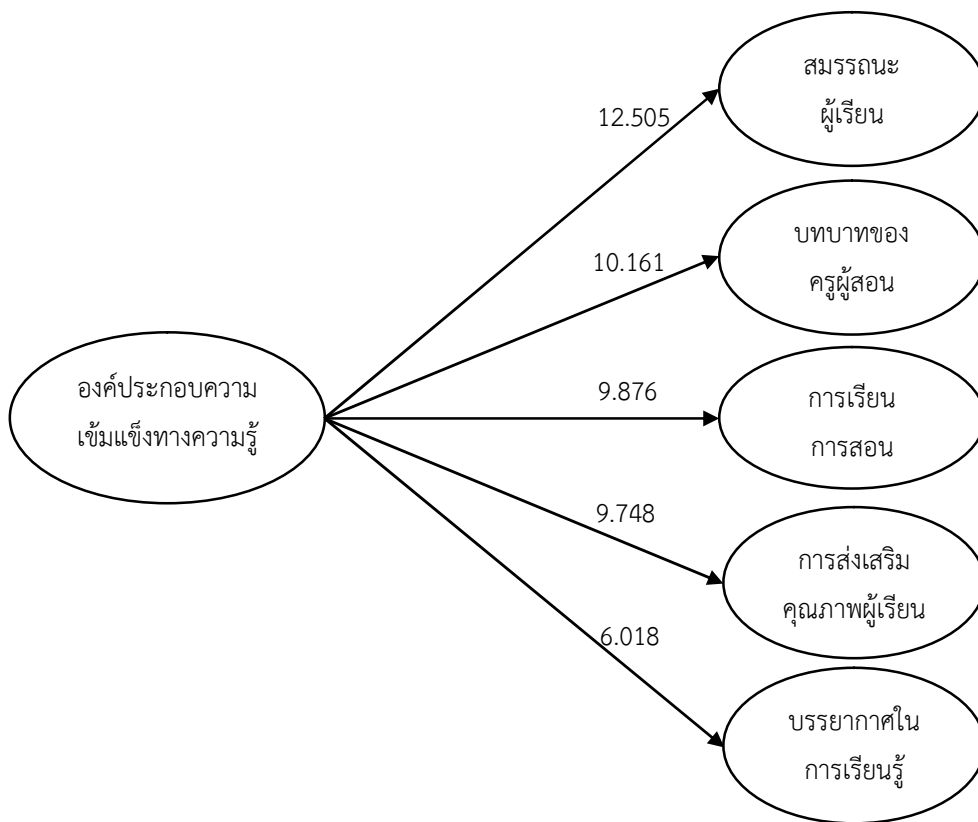 สมรรถนะ
ผู้เรียน
12.505
บทบาทของ
ครูผู้สอน
10.161
องค์ประกอบความ
เข้มแข็งทางความรู้
9.876
การเรียน
การสอน
9.748
การส่งเสริม
คุณภาพผู้เรียน
6.018
บรรยากาศใน
การเรียนรู้